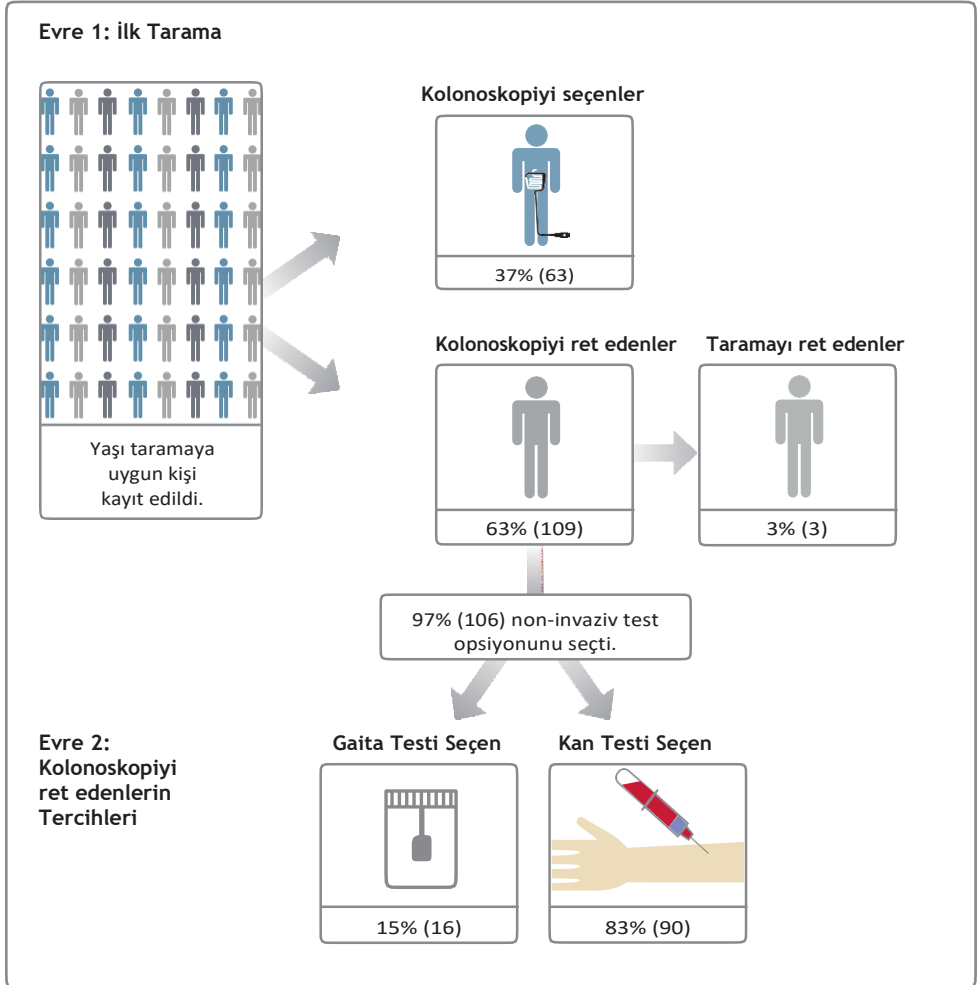 Evre 1: İlk Tarama
Yaşı taramaya
uygun kişi
kayıt edildi.
Kolonoskopiyi seçenler
37% (63)
Kolonoskopiyi ret edenler
63% (109)
Taramayı ret edenler
3% (3)
97% (106) non-invaziv test
opsiyonunu seçti.
Evre 2:
Kolonoskopiyi
ret edenlerin
Tercihleri
Gaita Testi Seçen
15% (16)
Kan Testi Seçen
83% (90)